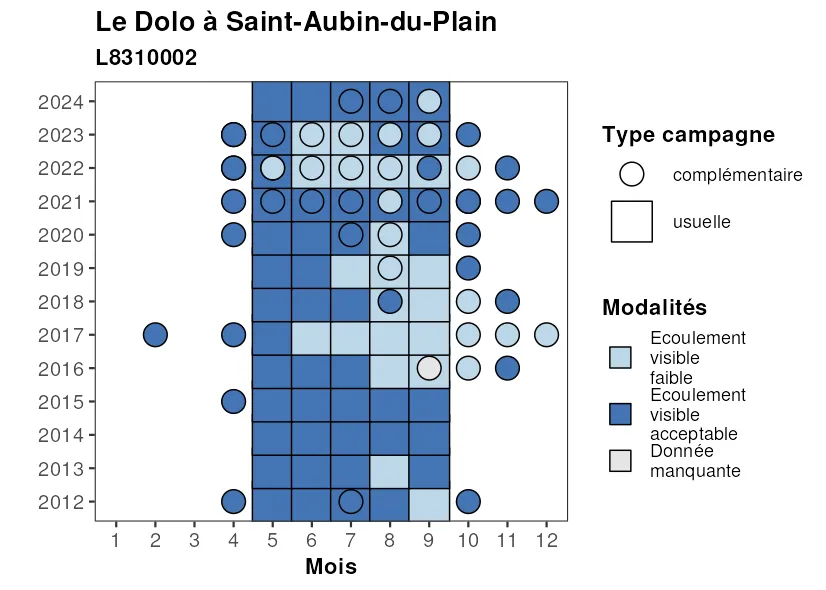 Le Dolo à Saint-Aubin-du-Plain
L8310002
2024
2023
2022
2021
2020
2019
2018
2017
2016
2015
2014
2013
2012
1 2 3 4 5 6 7 8 9 10 11 12
Mois
Type campagne
complémentaire
usuelle
Modalités
Ecoulement
visible
faible
Ecoulement
visible
acceptable
Donnée
manquante